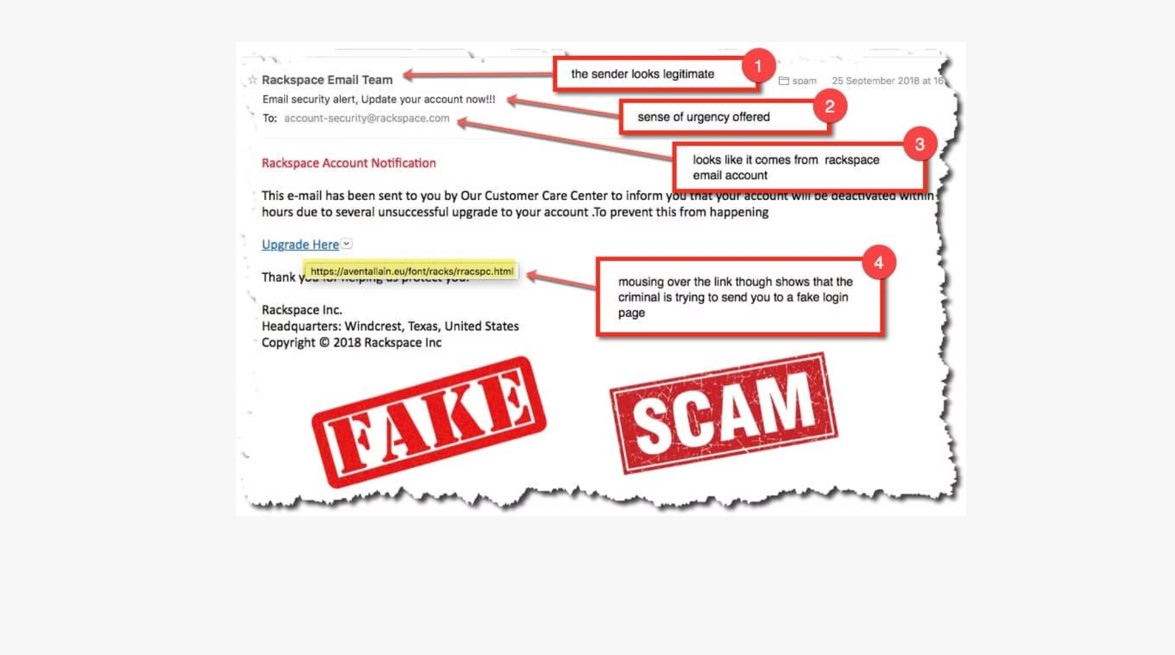 Rackspace Email Team
the sender looks legitimate
1
spam
25 September 2018 at 16
Email security alert, Update your account now!!!
sense of urgency offered
2
To: account-security@rackspace.com
looks like it comes from rackspace
email account
3
Rackspace Account Notification
This e-mail has been sent to you by Our Customer Care Center to inform you that your account will be deactivated within
hours due to several unsuccessful upgrade to your account .To prevent this from happening
Upgrade Here
https://aventaliain.eu/font/racks/rracspc.html
Thank you for helping us protect you.
mousing over the link though shows that the
criminal is trying to send you to a fake login
page
4
Rackspace Inc.
Headquarters: Windcrest, Texas, United States
Copyright © 2018 Rackspace Inc
FAKE
SCAM